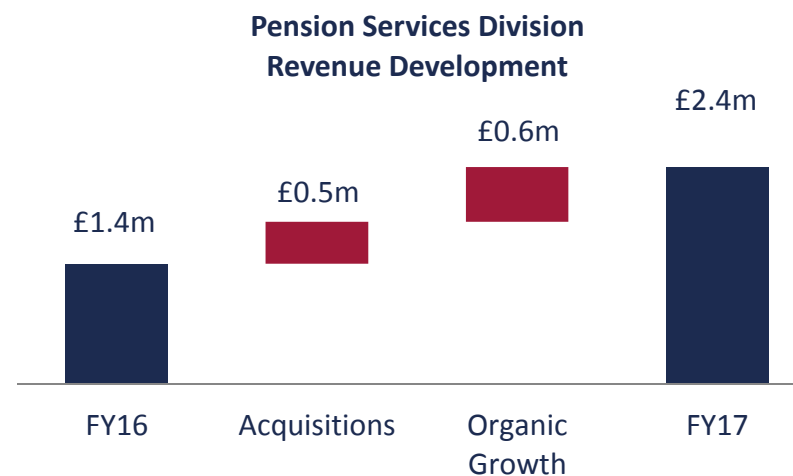 Pension Services Division
Revenue Development
£2.4m
£0.6m
£0.5m
£1.4m
FY16
Acquisitions
Organic
Growth
FY17